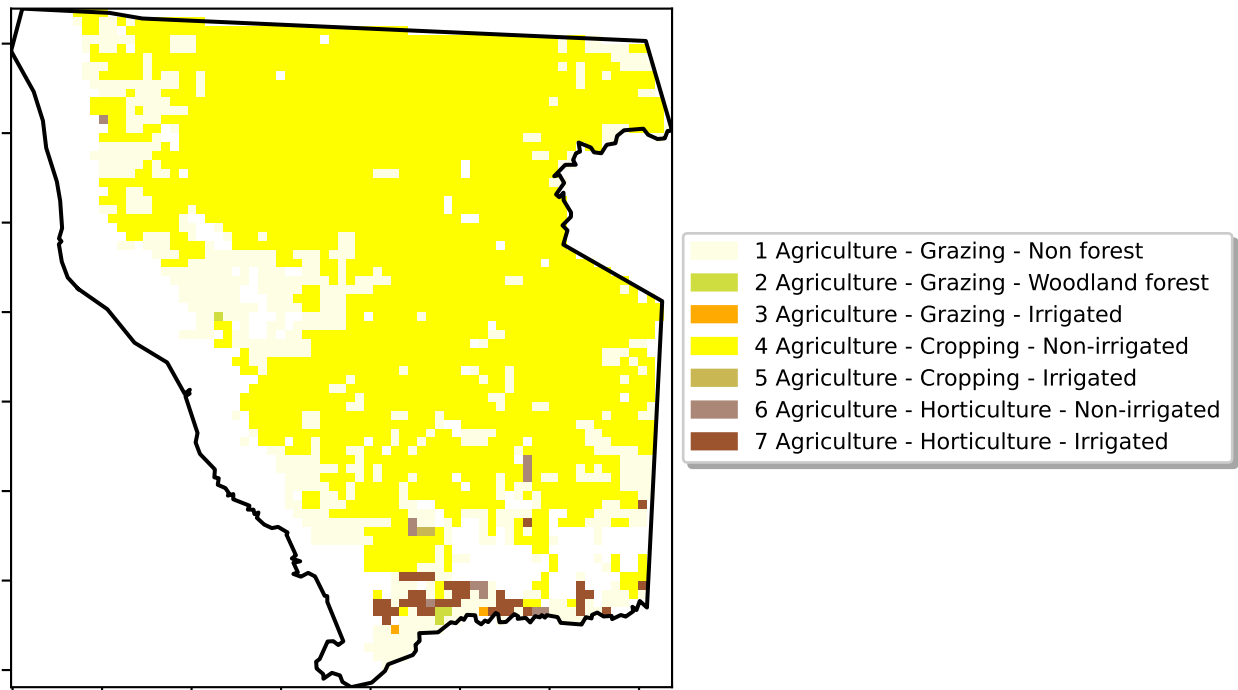 1 Agriculture - Grazing - Non forest
2 Agriculture - Grazing - Woodland forest
3 Agriculture - Grazing - Irrigated
4 Agriculture - Cropping - Non-irrigated
5 Agriculture - Cropping - Irrigated
6 Agriculture - Horticulture - Non-irrigated
7 Agriculture - Horticulture - Irrigated